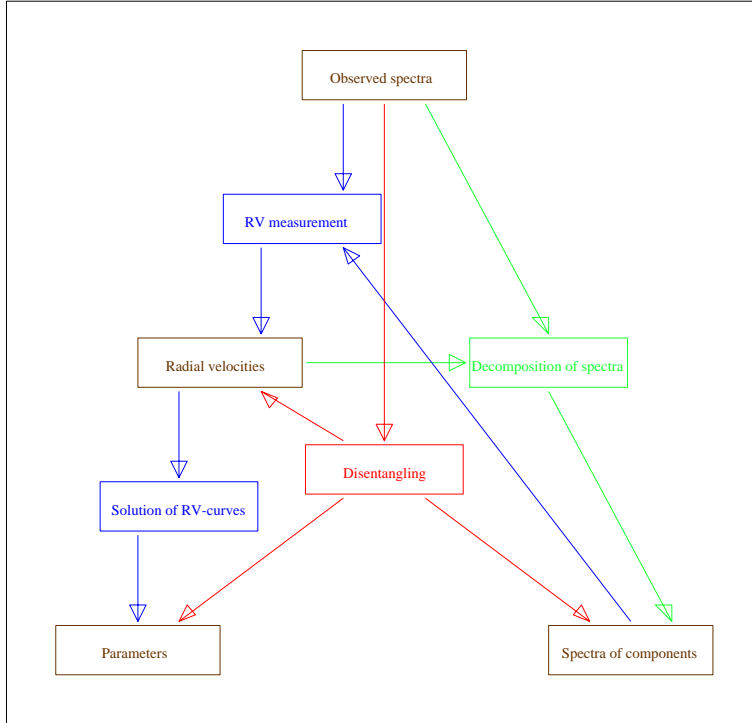 Observed spectra
RV measurement
Radial velocities
Decomposition of spectra
Disentangling
Solution of RV-curves
Parameters
Spectra of components